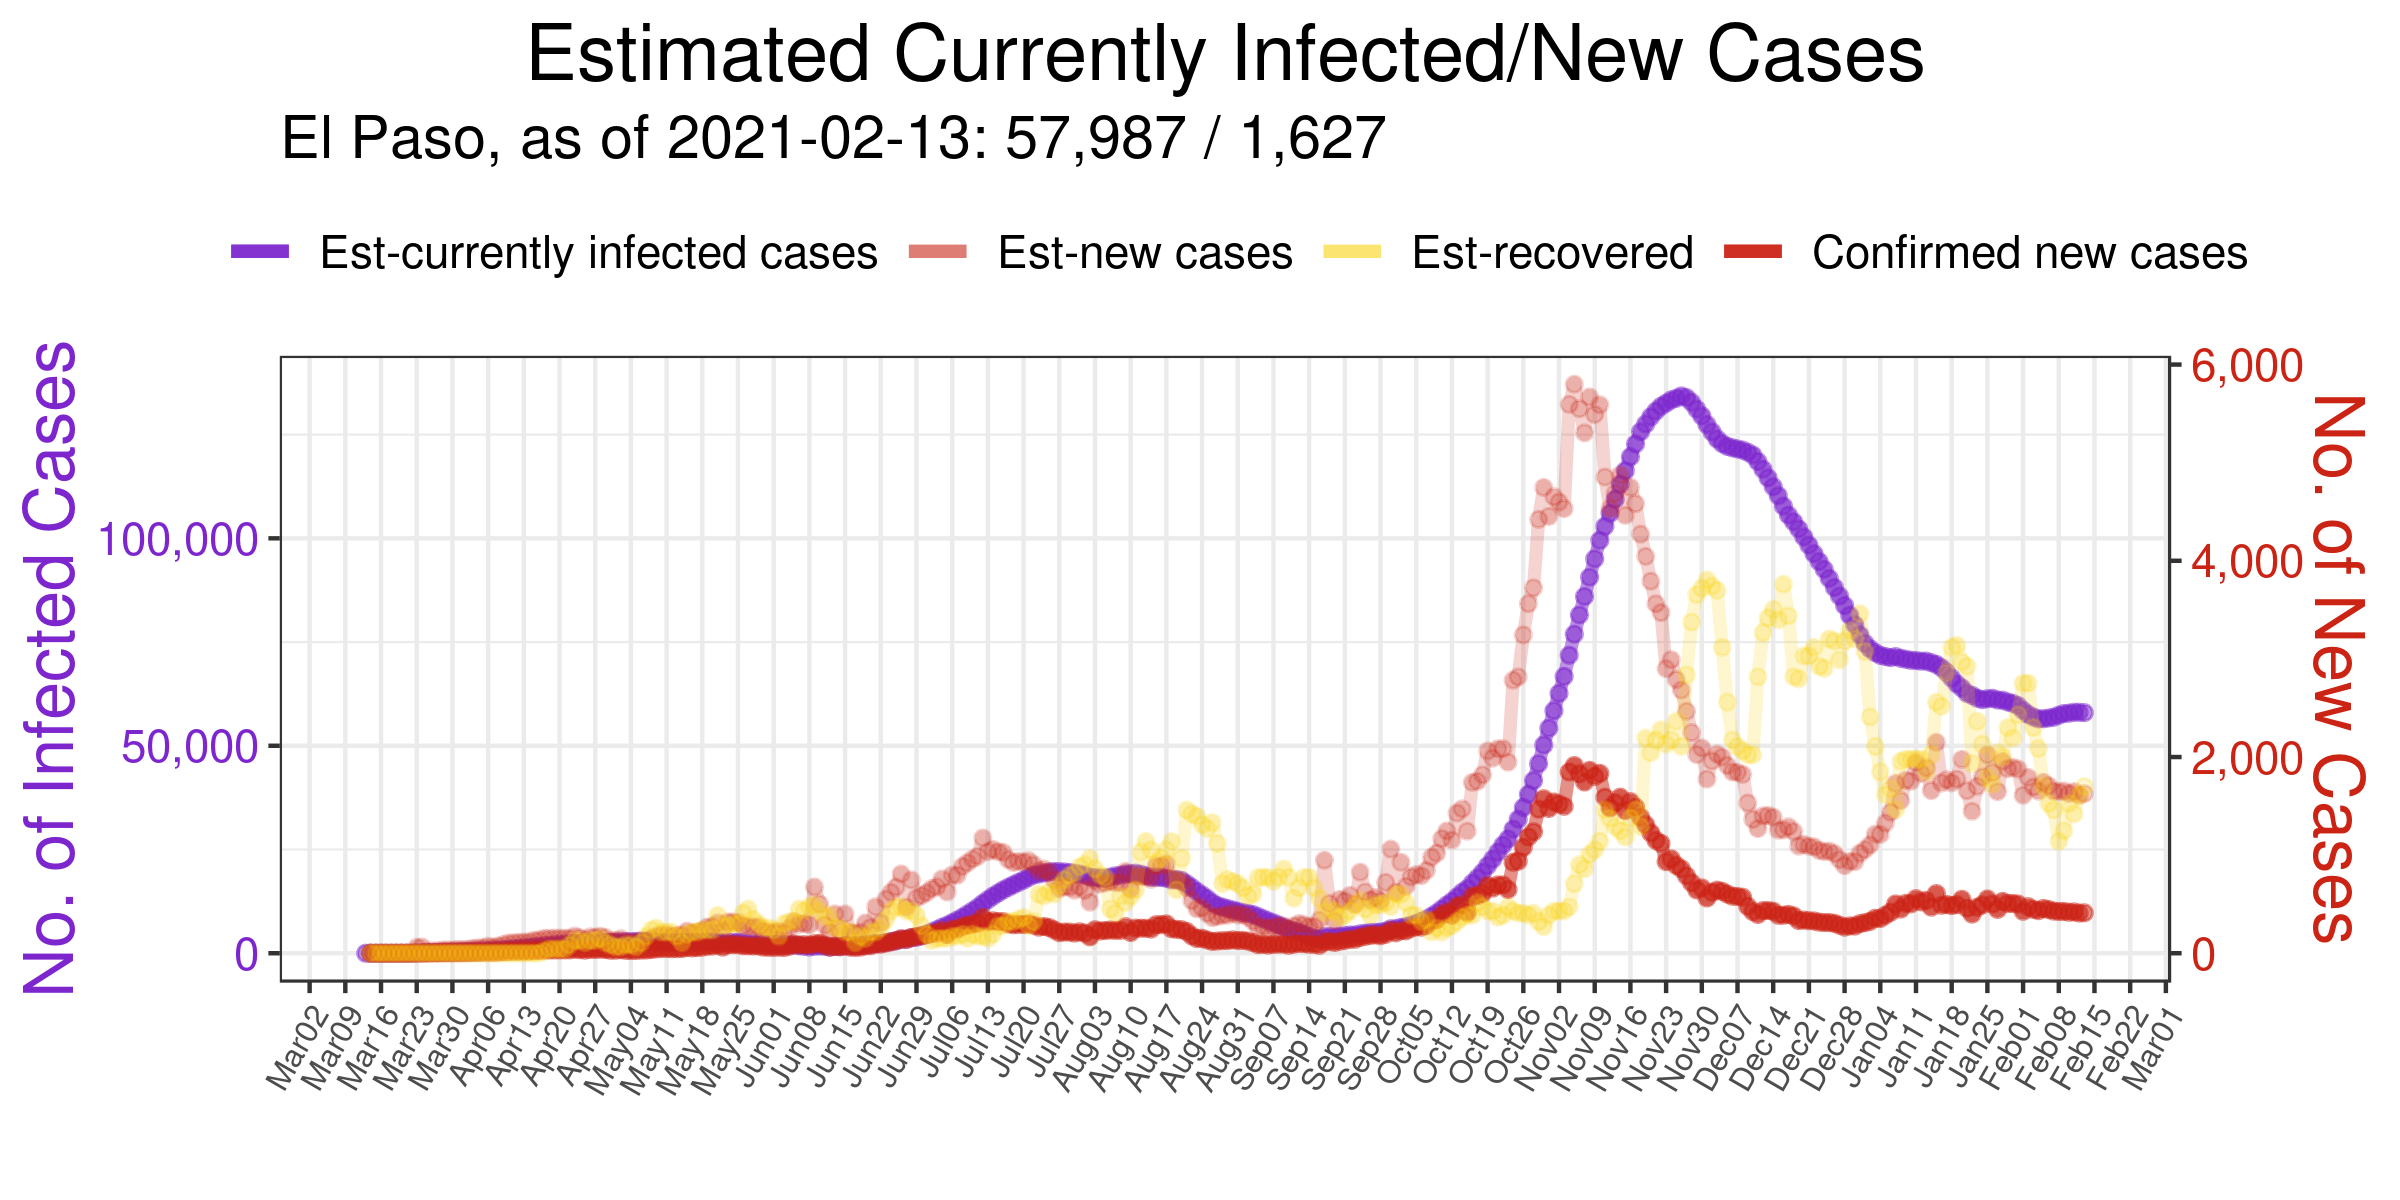 Estimated Currently Infected/New Cases
El Paso, as of 2021-02-13: 57,987 / 1,627
Est-currently infected cases Est-new cases Est-recovered Confirmed new cases
No. of Infected Cases
100,000
50,000
0
6,000
4,000
2,000
0
No. of New Cases
Mar02 Mar09 Mar16 Mar23 Mar30 Apr06 Apr13 Apr20 Apr27 May04 May11 May18 May25 Jun01 Jun08 Jun15 Jun22 Jun29 Jul06 Jul13 Jul20 Jul27 Aug03 Aug10 Aug17 Aug24 Aug31 Sep07 Sep14 Sep21 Sep28 Oct05 Oct12 Oct19 Oct26 Nov02 Nov09 Nov16 Nov23 Nov30 Dec07 Dec14 Dec21 Dec28 Jan04 Jan11 Jan18 Jan25 Feb01 Feb08 Feb15 Feb22 Mar01